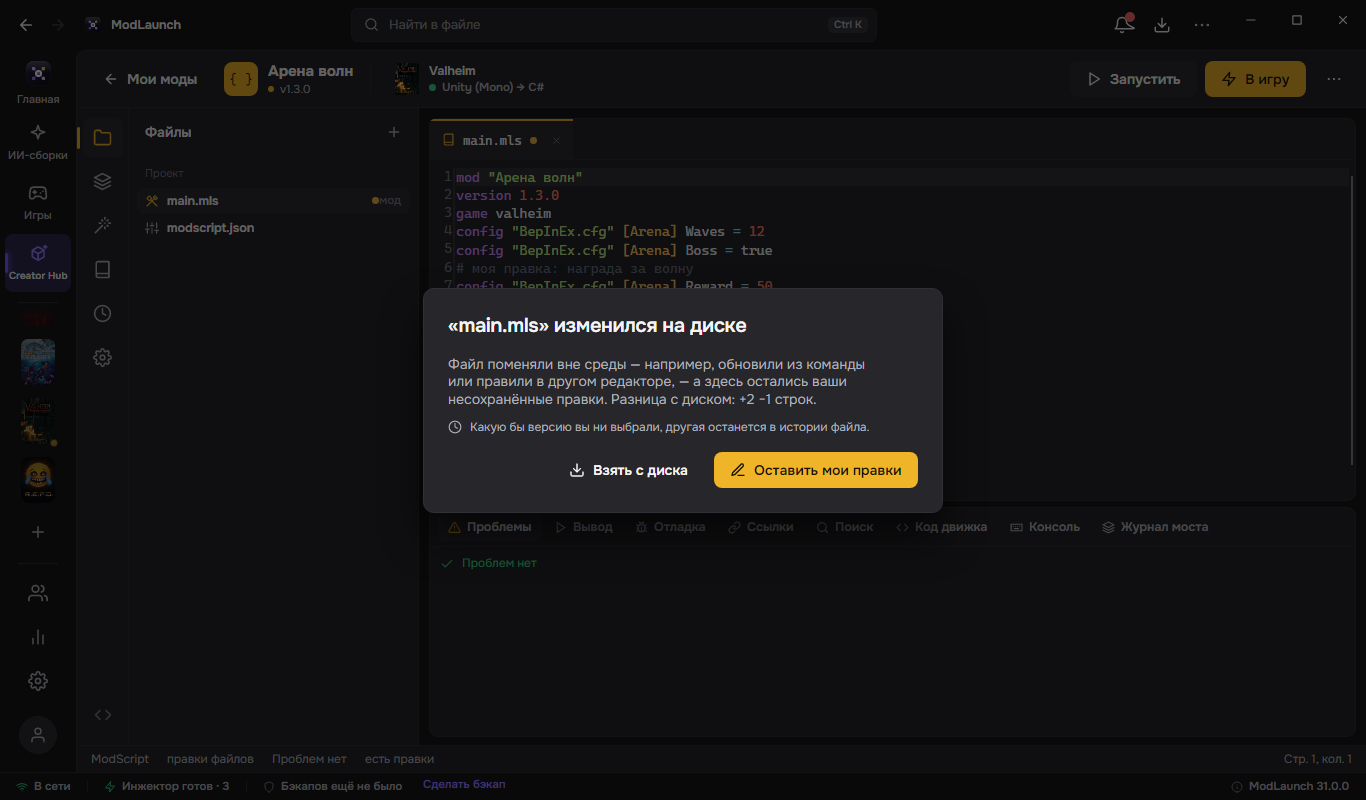 ModLaunch
Найти в файле
Ctrl K
Главная
ИИ-сборки
Игры
Creator Hub
Мои моды
{ }
Арена волн
v1.3.0
Valheim
Unity (Mono) → C#
Запустить
В игру
Файлы
Проект
main.mls
мод
modscript.json
main.mls
1 mod "Арена волн"
2 version 1.3.0
3 game valheim
4 config "BepInEx.cfg" [Arena] Waves = 12
5 config "BepInEx.cfg" [Arena] Boss = true
6 # моя правка: награда за волну
7 config "BepInEx.cfg" [Arena] Reward = 50
«main.mls» изменился на диске
Файл поменяли вне среды — например, обновили из команды
или правили в другом редакторе, — а здесь остались ваши
несохранённые правки. Разница с диском: +2 −1 строк.
Какую бы версию вы ни выбрали, другая останется в истории файла.
Взять с диска
Оставить мои правки
Проблемы
Вывод
Отладка
Ссылки
Поиск
Код движка
Консоль
Журнал моста
Проблем нет
R.E.P.O.
ModScript
правки файлов
Проблем нет
есть правки
Стр. 1, кол. 1
В сети
Инжектор готов · 3
Бэкапов ещё не было
Сделать бэкап
ModLaunch 31.0.0